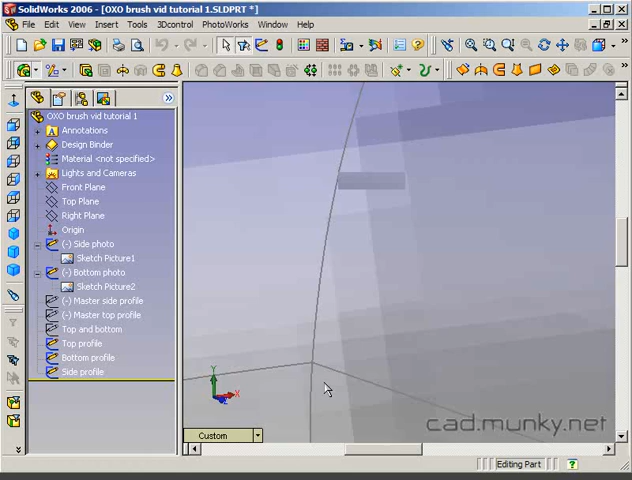 SolidWorks 2006 - [OXO brush vid tutorial 1.SLDPRT *]
File Edit View Insert Tools 3Dcontrol PhotoWorks Window Help
OXO brush vid tutorial 1
Annotations
Design Binder
Material <not specified>
Lights and Cameras
Front Plane
Top Plane
Right Plane
Origin
(-) Side photo
Sketch Picture1
(-) Bottom photo
Sketch Picture2
(-) Master side profile
(-) Master top profile
Top and bottom
Top profile
Bottom profile
Side profile
Y
X
Custom
cad.munky.net
Editing Part